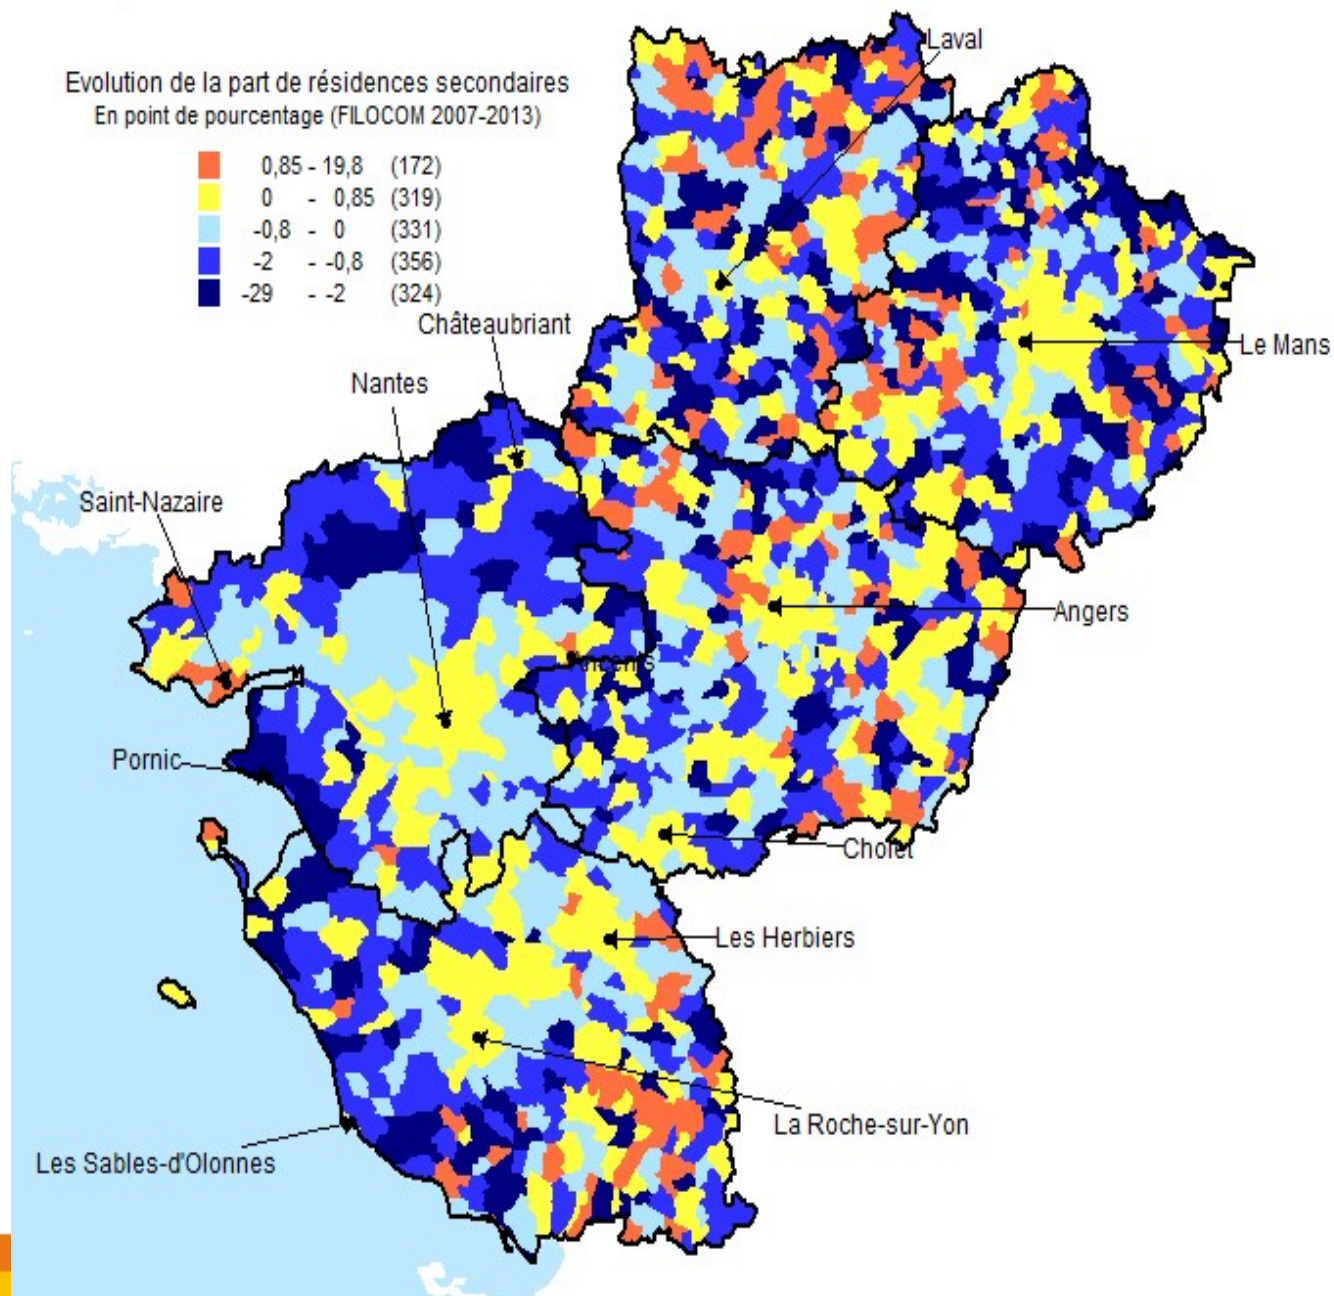 Evolution de la part de résidences secondaires
En point de pourcentage (FILOCOM 2007-2013)
0,85 - 19,8 (172)
0 - 0,85 (319)
-0,8 - 0 (331)
-2 - -0,8 (356)
-29 - -2 (324)
Laval
Châteaubriant
Le Mans
Nantes
Saint-Nazaire
Angers
Ancenis
Pornic
Cholet
Les Herbiers
La Roche-sur-Yon
Les Sables-d'Olonnes